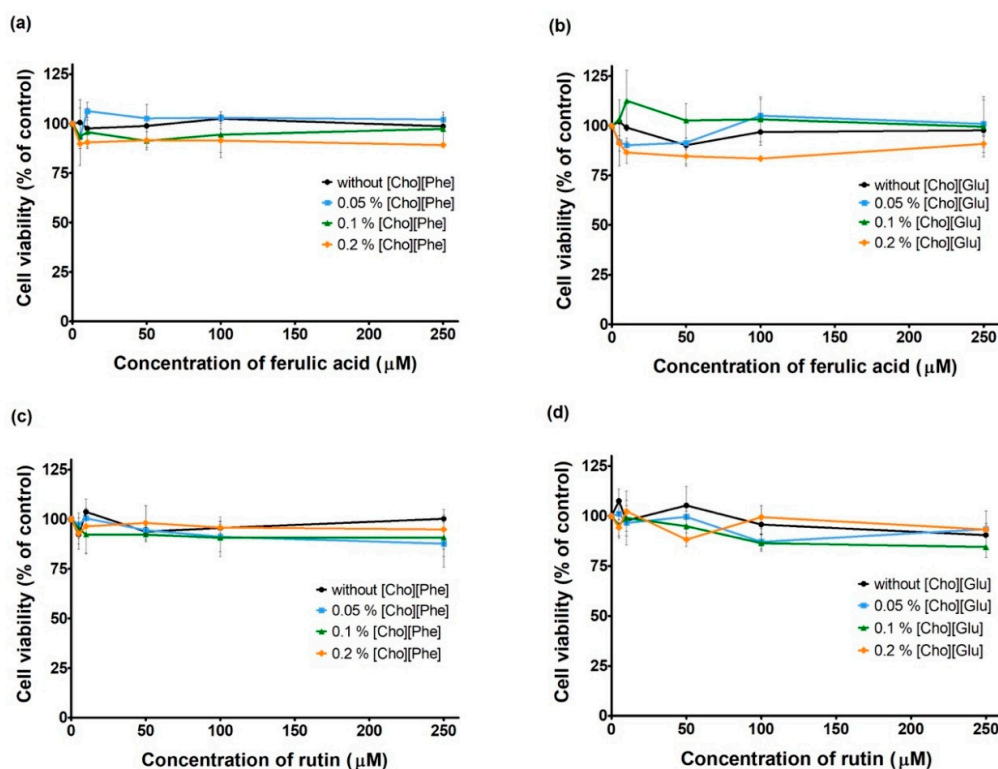 (a)
125
100
75
50
25
0
0 50 100 150 200 250
Cell viability (% of control)
without [Cho][Phe]
0.05 % [Cho][Phe]
0.1 % [Cho][Phe]
0.2 % [Cho][Phe]
Concentration of ferulic acid (µM)
(b)
125
100
75
50
25
0
0 50 100 150 200 250
Cell viability (% of control)
without [Cho][Glu]
0.05 % [Cho][Glu]
0.1 % [Cho][Glu]
0.2 % [Cho][Glu]
Concentration of ferulic acid (µM)
(c)
125
100
75
50
25
0
0 50 100 150 200 250
Cell viability (% of control)
without [Cho][Phe]
0.05 % [Cho][Phe]
0.1 % [Cho][Phe]
0.2 % [Cho][Phe]
Concentration of rutin (µM)
(d)
125
100
75
50
25
0
0 50 100 150 200 250
Cell viability (% of control)
without [Cho][Glu]
0.05 % [Cho][Glu]
0.1 % [Cho][Glu]
0.2 % [Cho][Glu]
Concentration of rutin (µM)